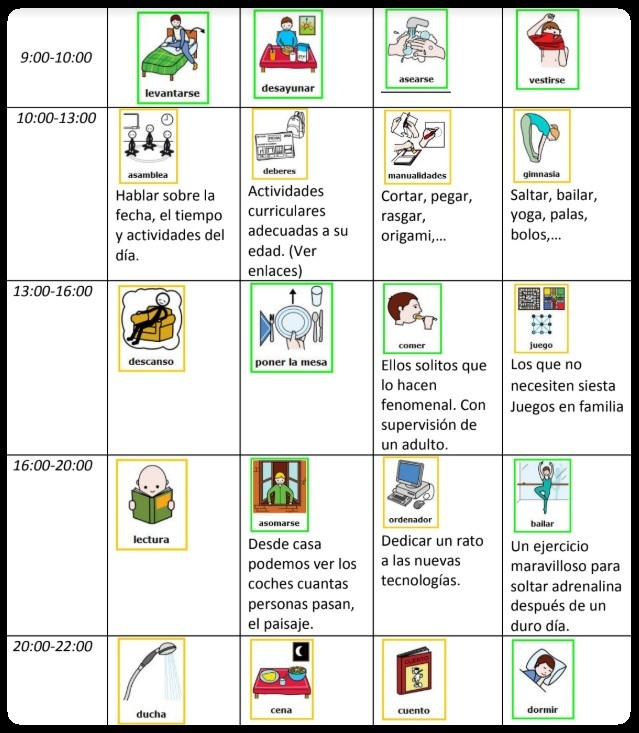 9:00-10:00
levantarse
desayunar
asearse
vestirse
10:00-13:00
asamblea
Hablar sobre la
fecha, el tiempo
y actividades del
día.
deberes
Actividades
curriculares
adecuadas a su
edad. (Ver
enlaces)
manualidades
Cortar, pegar,
rasgar,
origami,...
gimnasia
Saltar, bailar,
yoga, palas,
bolos,...
13:00-16:00
descanso
poner la mesa
comer
Ellos solitos que
lo hacen
fenomenal. Con
supervisión de
un adulto.
juego
Los que no
necesiten siesta
Juegos en familia
16:00-20:00
lectura
asomarse
Desde casa
podemos ver los
coches cuantas
personas pasan,
el paisaje.
ordenador
Dedicar un rato
a las nuevas
tecnologías.
bailar
Un ejercicio
maravilloso para
soltar adrenalina
después de un
duro día.
20:00-22:00
ducha
cena
CUENTO
cuento
dormir